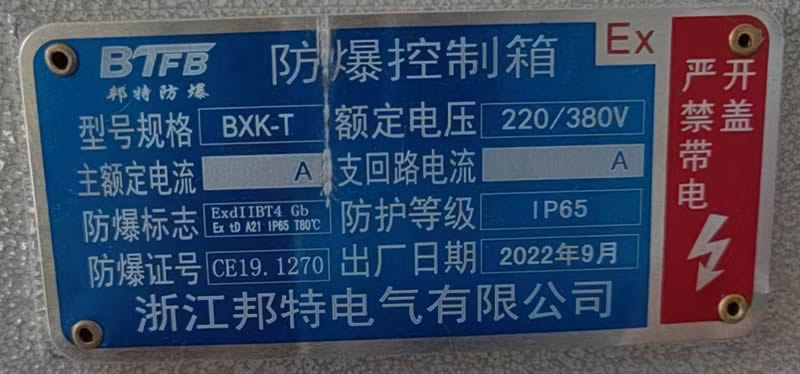 BTFB
邦特防爆
防爆控制箱
Ex
型号规格 BXK-T 额定电压 220/380V
主额定电流 A 支回路电流 A
防爆标志 ExdIIBT4 Gb
Ex tD A21 IP65 T80℃
防护等级 IP65
防爆证号 CE19.1270 出厂日期 2022年9月
浙江邦特电气有限公司
严禁带电
开盖